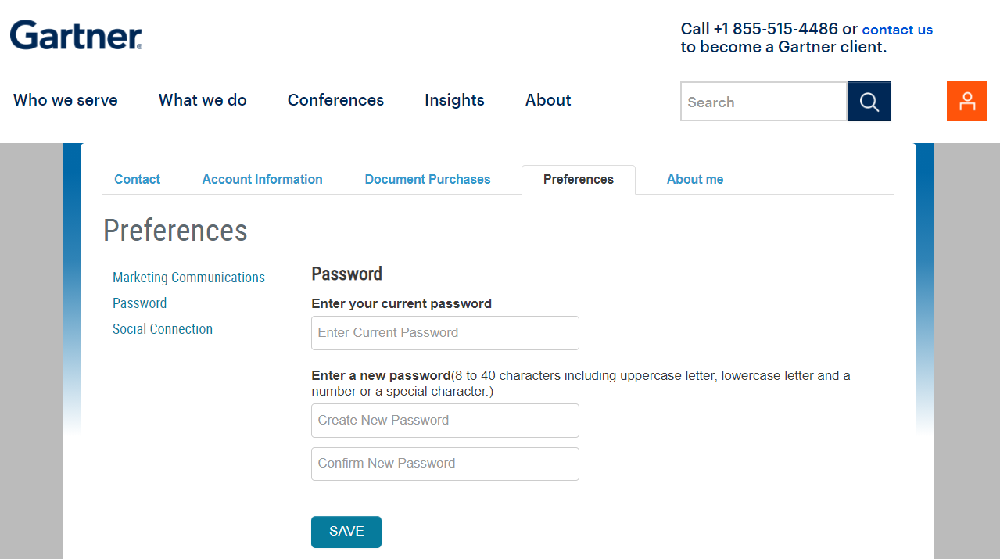 Gartner®
Call +1 855-515-4486 or contact us
to become a Gartner client.
Who we serve
What we do
Conferences
Insights
About
Search
Contact
Account Information
Document Purchases
Preferences
About me
Preferences
Marketing Communications
Password
Social Connection
Password
Enter your current password
Enter Current Password
Enter a new password(8 to 40 characters including uppercase letter, lowercase letter and a
number or a special character.)
Create New Password
Confirm New Password
SAVE